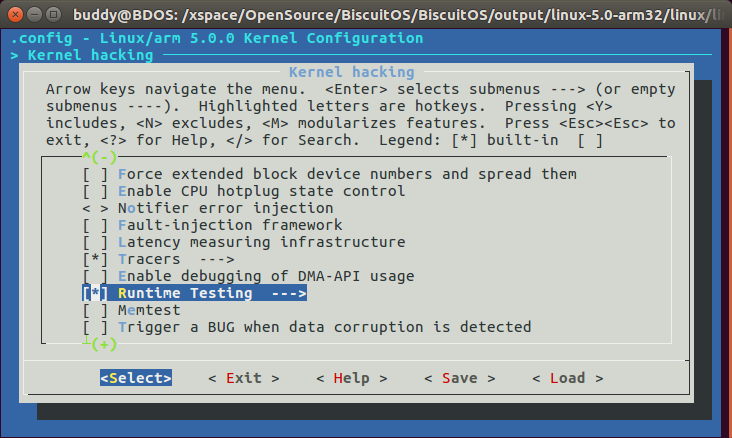 buddy@BDOS: /xspace/OpenSource/BiscuitOS/BiscuitOS/output/linux-5.0-arm32/linux/
.config - Linux/arm 5.0.0 Kernel Configuration
> Kernel hacking
Kernel hacking
Arrow keys navigate the menu.  <Enter> selects submenus ---> (or empty
submenus ----).  Highlighted letters are hotkeys.  Pressing <Y>
includes, <N> excludes, <M> modularizes features.  Press <Esc><Esc> to
exit, <?> for Help, </> for Search.  Legend: [*] built-in  [ ]
^(-)
[ ] Force extended block device numbers and spread them
[ ] Enable CPU hotplug state control
< > Notifier error injection
[ ] Fault-injection framework
[ ] Latency measuring infrastructure
[*] Tracers  --->
[ ] Enable debugging of DMA-API usage
[*] Runtime Testing  --->
[ ] Memtest
[ ] Trigger a BUG when data corruption is detected
(+)
<Select>    < Exit >    < Help >    < Save >    < Load >